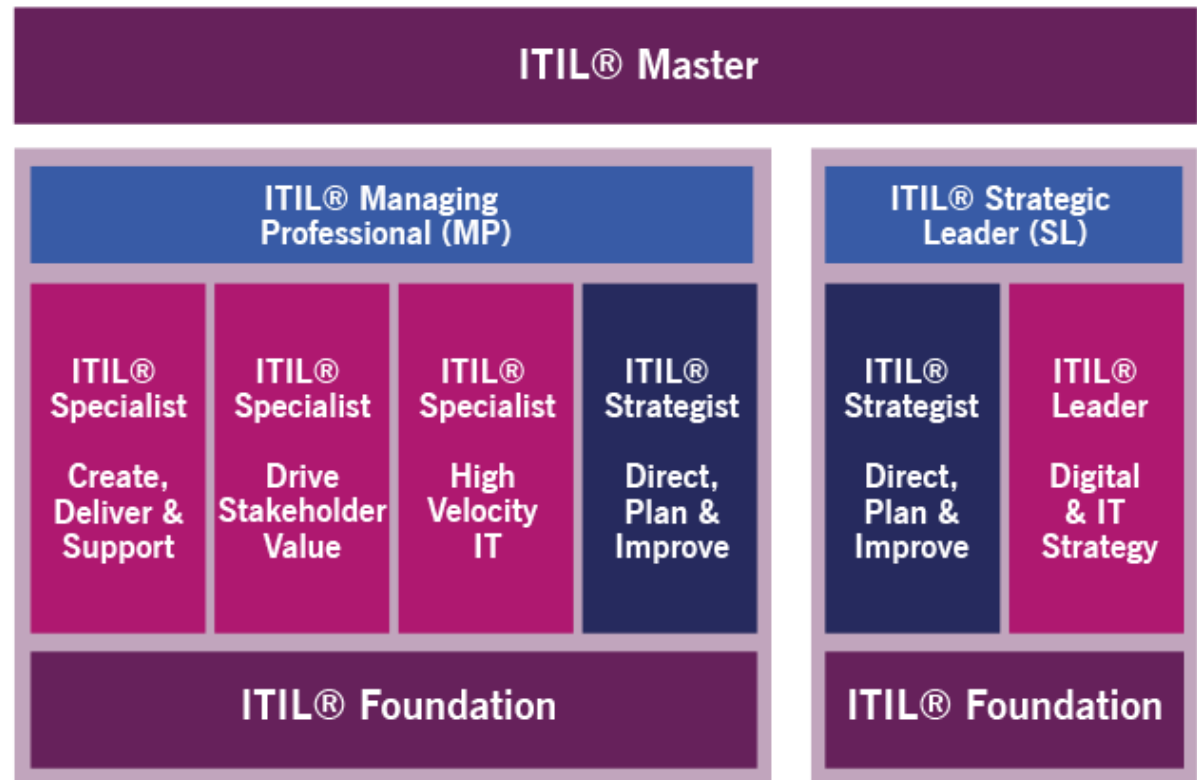 ITIL® Master
ITIL® Managing
Professional (MP)
ITIL® Strategic
Leader (SL)
ITIL®
Specialist
Create,
Deliver &
Support
ITIL®
Specialist
Drive
Stakeholder
Value
ITIL®
Specialist
High
Velocity
IT
ITIL®
Strategist
Direct,
Plan &
Improve
ITIL®
Strategist
Direct,
Plan &
Improve
ITIL®
Leader
Digital
& IT
Strategy
ITIL® Foundation
ITIL® Foundation